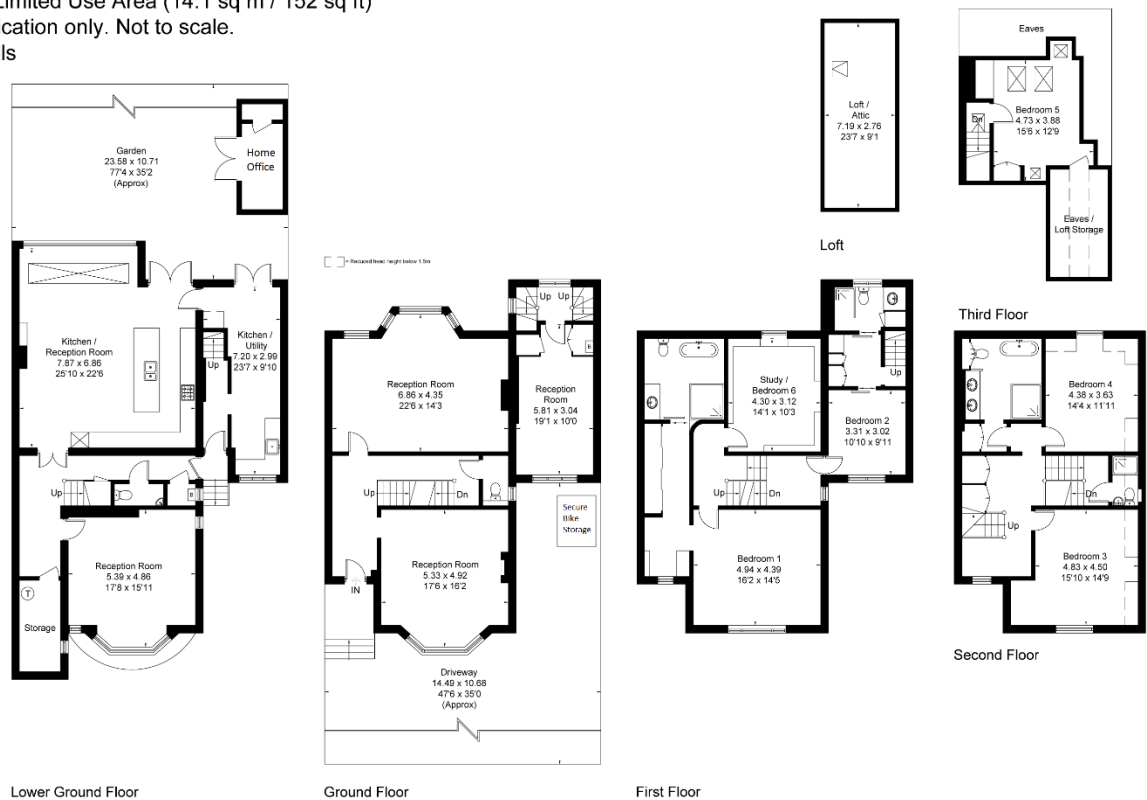 Limited Use Area (14.1 sq m / 152 sq ft)
ication only. Not to scale.
ls
Garden
23.58 x 10.71
77'4 x 35'2
(Approx)
Home
Office
Kitchen /
Reception Room
7.87 x 6.86
25'10 x 22'6
Kitchen /
Utility
7.20 x 2.99
23'7 x 9'10
Up
Up
Reception Room
5.39 x 4.86
17'8 x 15'11
T
Storage
Lower Ground Floor
= Reduced head height below 1.5m
Up
Up
Reception Room
6.86 x 4.35
22'6 x 14'3
B
Reception
Room
5.81 x 3.04
19'1 x 10'0
Up
Dn
Secure
Bike
Storage
Reception Room
5.33 x 4.92
17'6 x 16'2
IN
Driveway
14.49 x 10.68
47'6 x 35'0
(Approx)
Ground Floor
Study /
Bedroom 6
4.30 x 3.12
14'1 x 10'3
Up
Bedroom 2
3.31 x 3.02
10'10 x 9'11
Up
Dn
Bedroom 1
4.94 x 4.39
16'2 x 14'5
First Floor
Loft /
Attic
7.19 x 2.76
23'7 x 9'1
Loft
Eaves
Bedroom 5
4.73 x 3.88
15'6 x 12'9
Dn
Eaves /
Loft Storage
Third Floor
Bedroom 4
4.38 x 3.63
14'4 x 11'11
Dn
Up
Bedroom 3
4.83 x 4.50
15'10 x 14'9
Second Floor